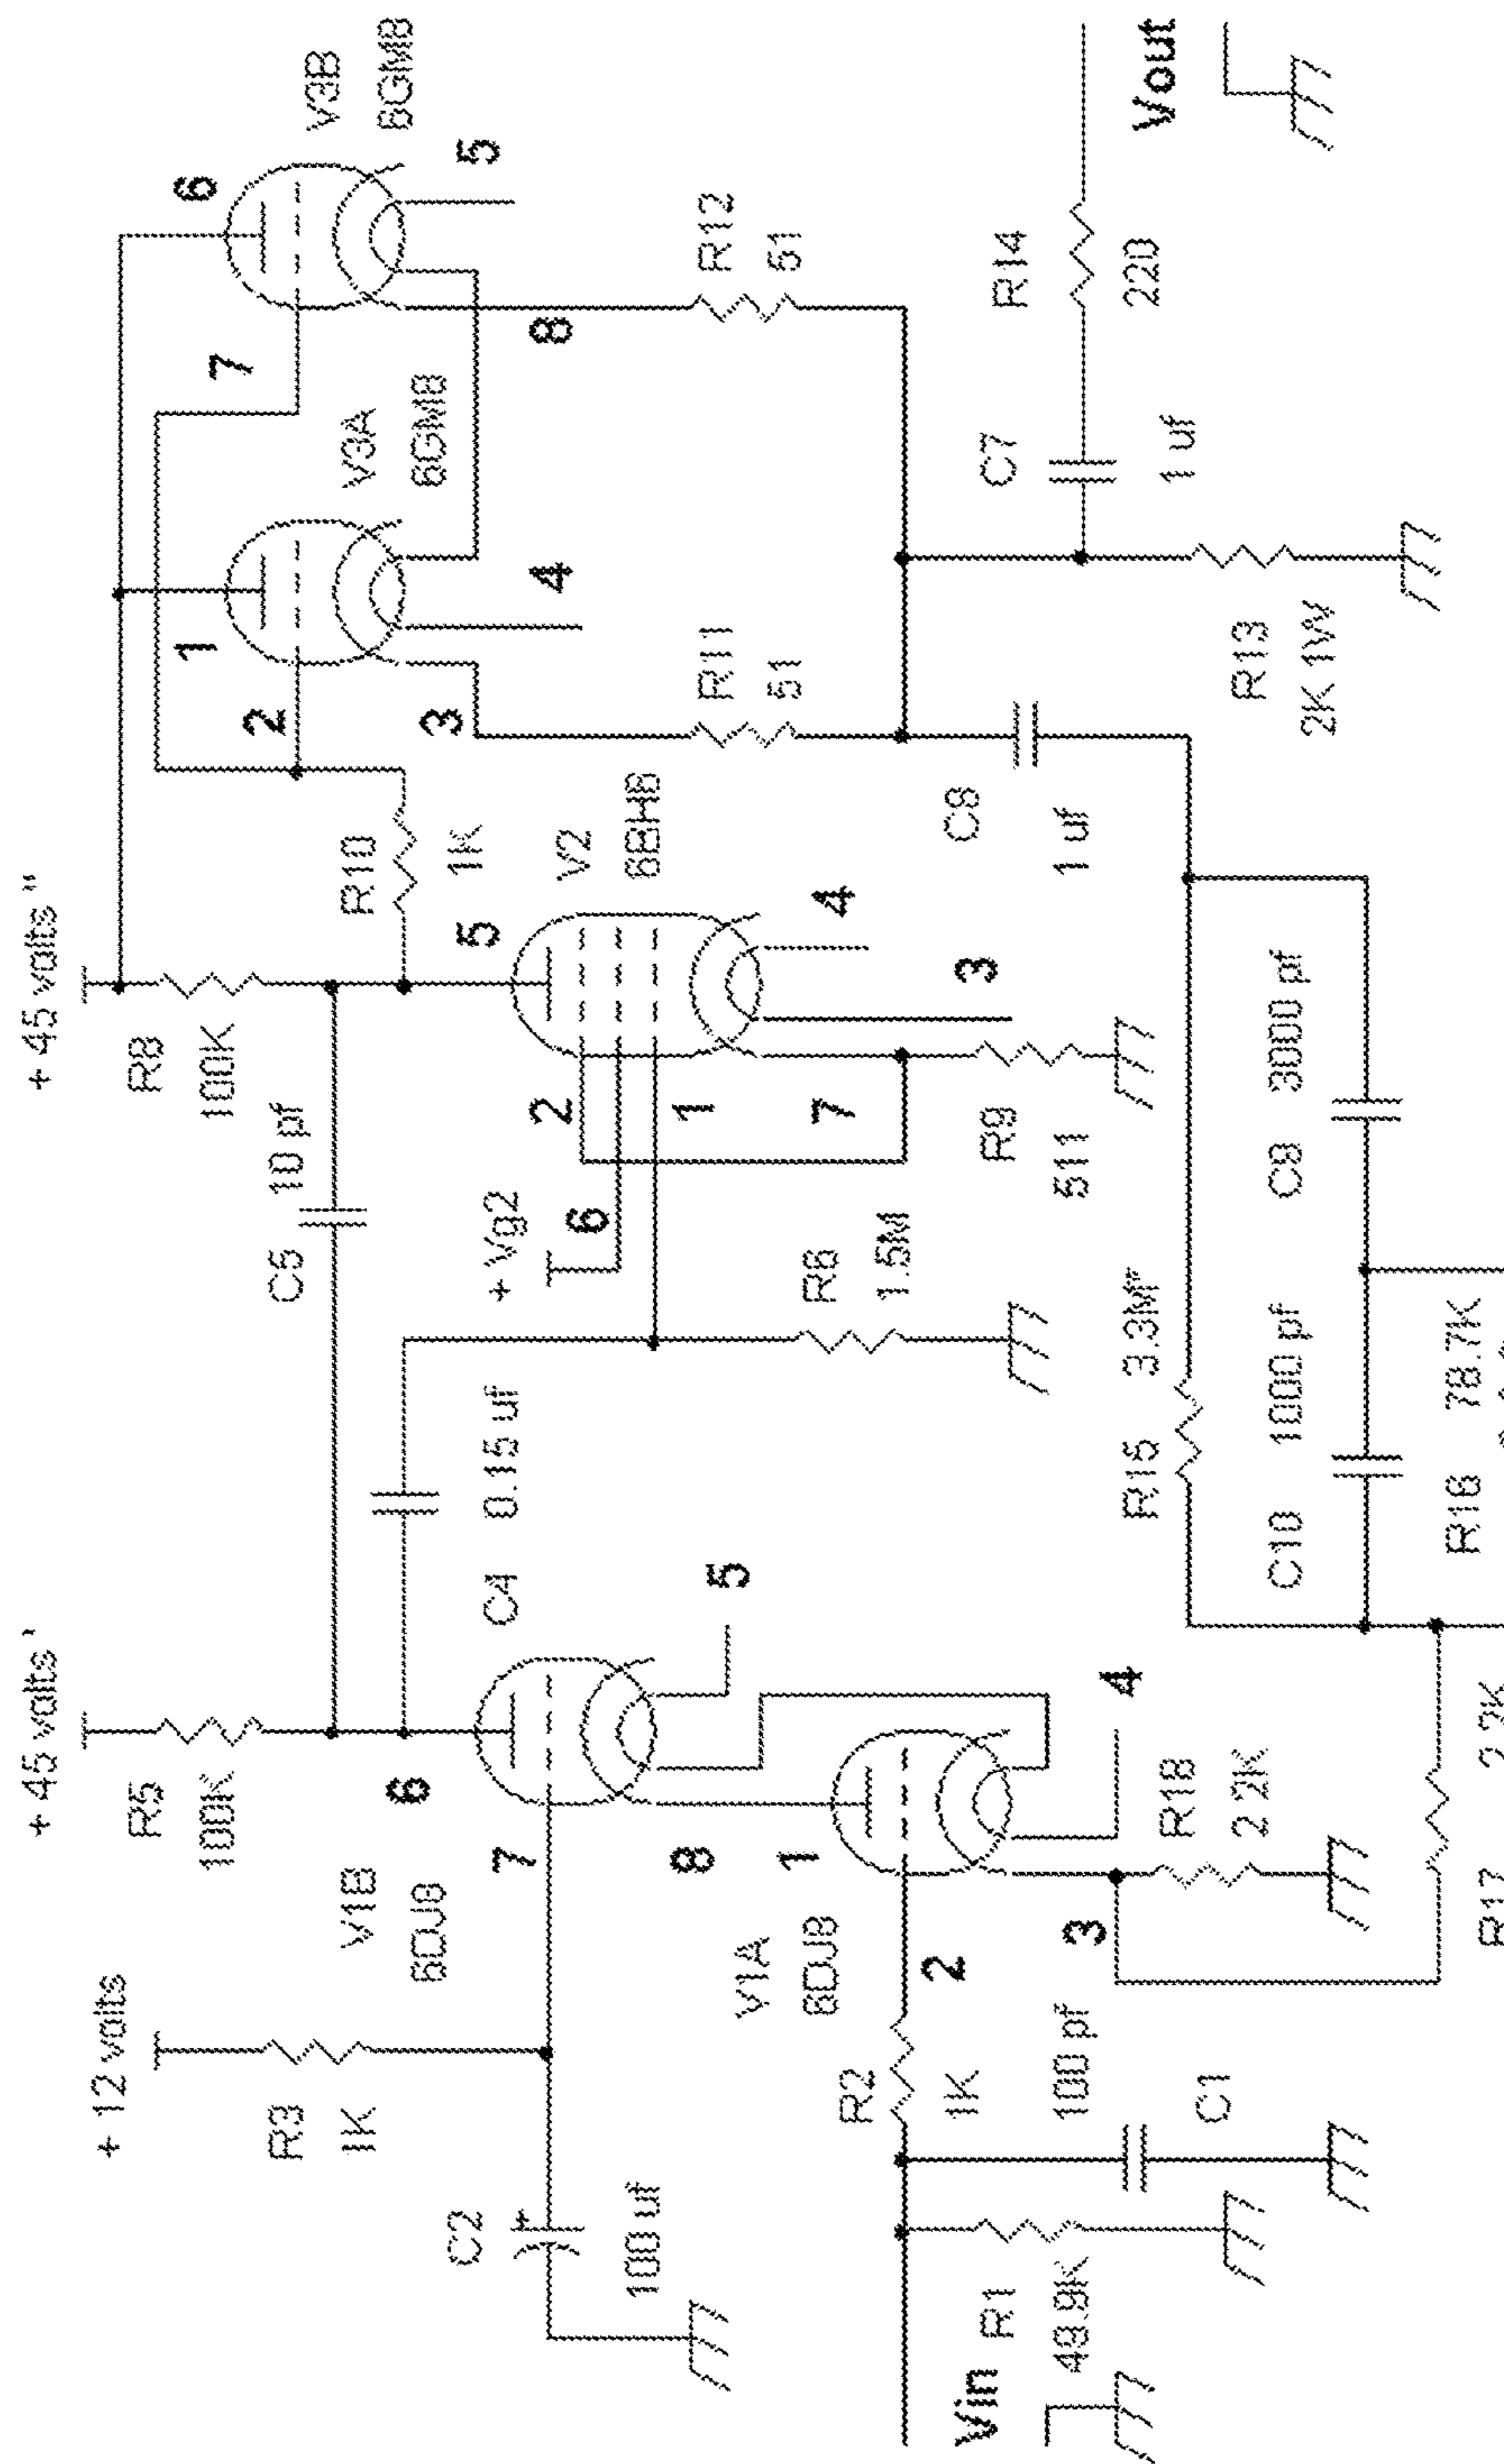 + 12 volts
+ 45 volts '
+ 45 volts "
R3
1K
R5
100K
R8
100K
C5
10 pf
C2
+
100 uf
V1B
6DJ8
6
7
8
5
C4
0.15 uf
+ Vg2
6
2
1
7
5
V2
6BH6
4
3
R10
1K
1
2
3
4
V3A
6GM8
6
7
8
5
V3B
6GM8
V1A
6DJ8
1
2
3
4
R2
1K
Vin
R1
49.9K
100 pf
C1
R18
2.2K
R17
R6
1.5M
R9
511
R11
51
R12
51
C8
1 uf
C7
1 uf
R14
220
Vout
R13
2K 1W
R15
3.3M*
C10
1000 pf
C9
3000 pf
R16
78.7K